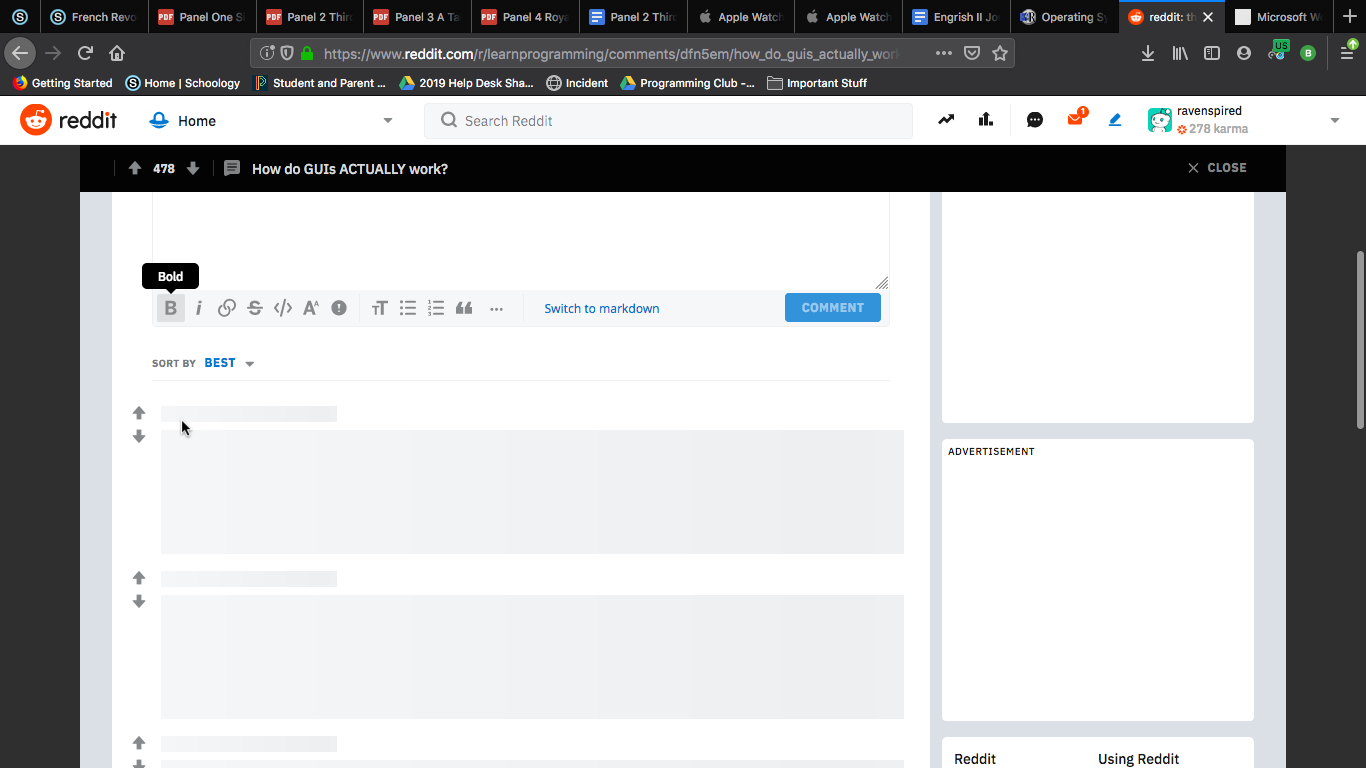 French Revo
Panel One Si
Panel 2 Thir
Panel 3 A Ta
Panel 4 Roya
Panel 2 Thir
Apple Watch
Apple Watch
Engrish II Jo
Operating Sy
reddit: th
Microsoft W
https://www.reddit.com/r/learnprogramming/comments/dfn5em/how_do_guis_actually_wor
US
B
Getting Started
Home | Schoology
Student and Parent ...
2019 Help Desk Sha...
Incident
Programming Club -...
Important Stuff
reddit
Home
Search Reddit
1
ravenspired
278 karma
478
How do GUIs ACTUALLY work?
CLOSE
Bold
B i S </> A TT
Switch to markdown
COMMENT
SORT BY BEST
ADVERTISEMENT
Reddit
Using Reddit